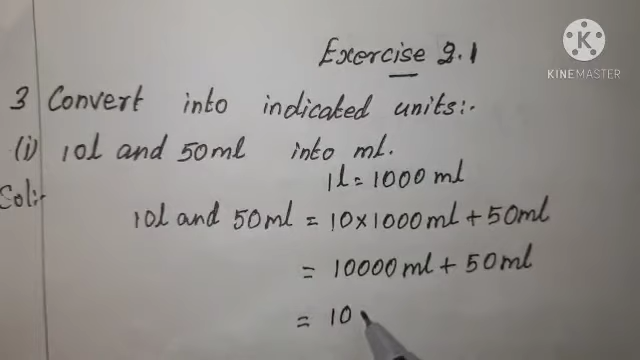 Exercise 2.1
KINEMASTER
3 Convert into indicated units:-
(i) 10l and 50ml into ml.
1l = 1000 ml
Sol:-
10l and 50ml = 10×1000ml + 50ml
= 10000ml + 50ml
= 10